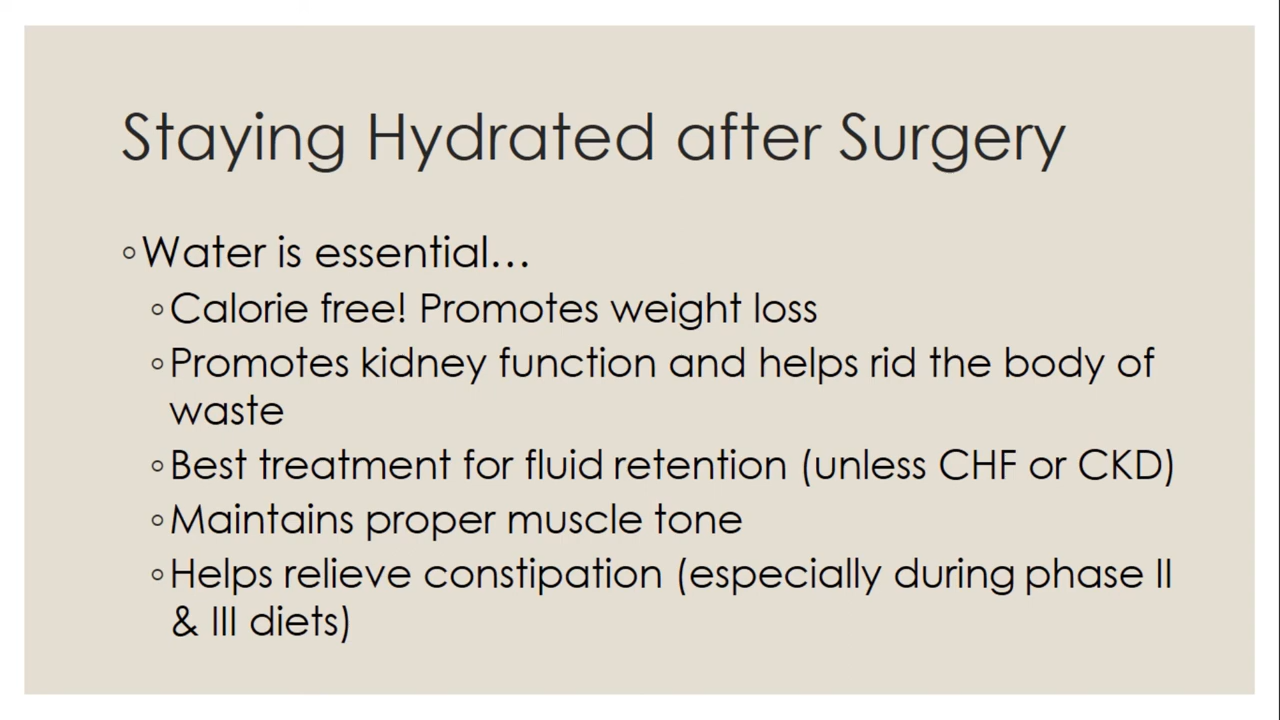 Staying Hydrated after Surgery
◦Water is essential…
◦Calorie free! Promotes weight loss
◦Promotes kidney function and helps rid the body of
waste
◦Best treatment for fluid retention (unless CHF or CKD)
◦Maintains proper muscle tone
◦Helps relieve constipation (especially during phase II
& III diets)